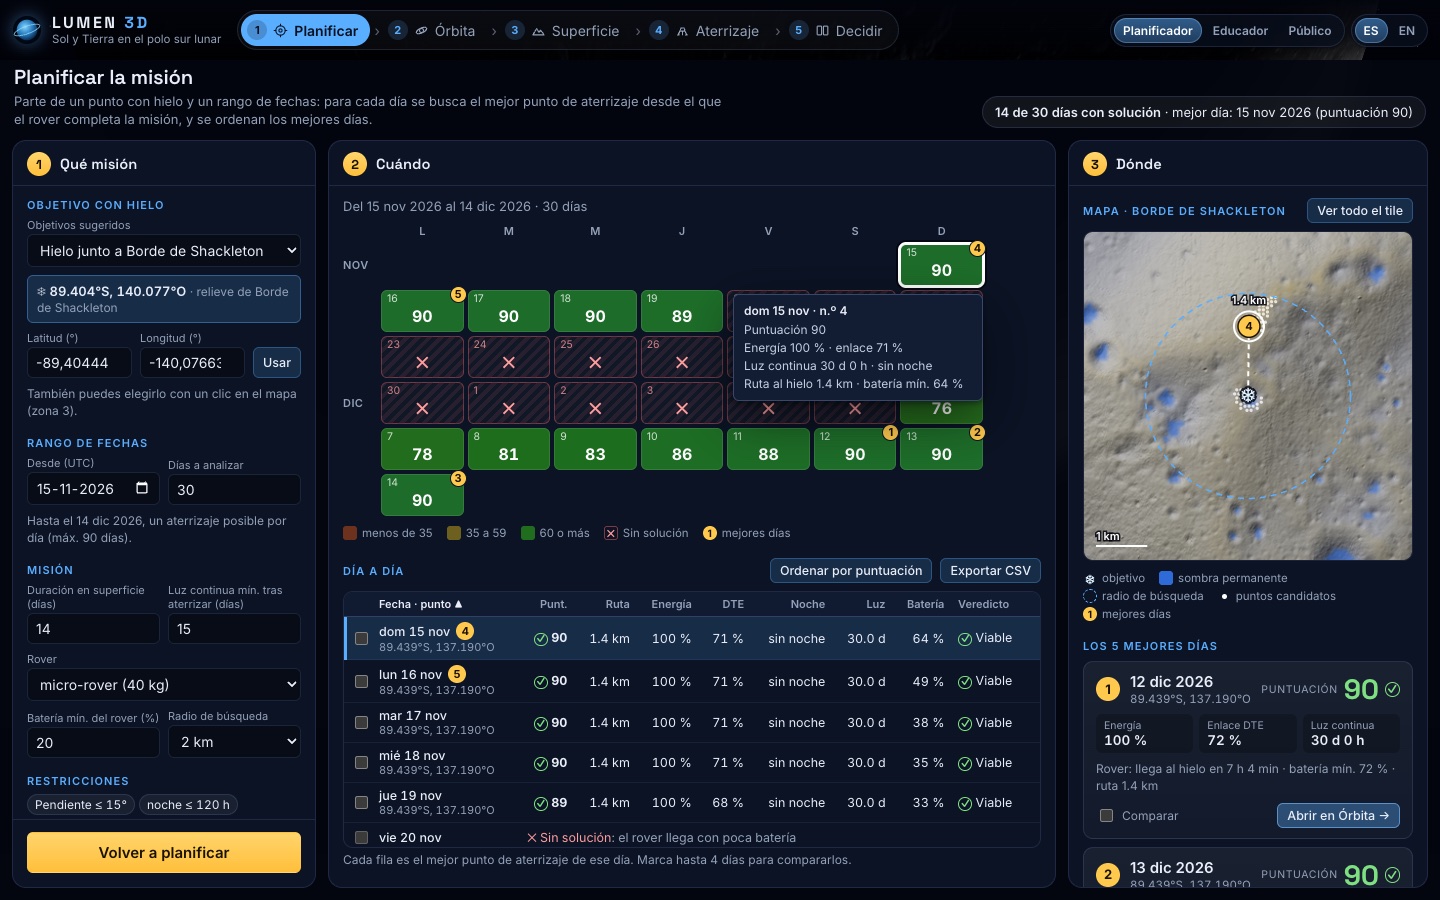 LUMEN 3D
Sol y Tierra en el polo sur lunar
1 Planificar › 2 Órbita › 3 Superficie › 4 Aterrizaje › 5 Decidir
Planificador Educador Público
ES EN
Planificar la misión
Parte de un punto con hielo y un rango de fechas: para cada día se busca el mejor punto de aterrizaje desde el que
el rover completa la misión, y se ordenan los mejores días.
14 de 30 días con solución · mejor día: 15 nov 2026 (puntuación 90)
1 Qué misión
OBJETIVO CON HIELO
Objetivos sugeridos
Hielo junto a Borde de Shackleton
89.404°S, 140.077°O · relieve de Borde
de Shackleton
Latitud (°) Longitud (°)
-89,40444 -140,0766 Usar
También puedes elegirlo con un clic en el mapa
(zona 3).
RANGO DE FECHAS
Desde (UTC) Días a analizar
15-11-2026 30
Hasta el 14 dic 2026, un aterrizaje posible por
día (máx. 90 días).
MISIÓN
Duración en superficie
(días)
Luz continua mín. tras
aterrizar (días)
14 15
Rover
micro-rover (40 kg)
Batería mín. del rover (%) Radio de búsqueda
20 2 km
RESTRICCIONES
Pendiente ≤ 15° noche ≤ 120 h
Volver a planificar
2 Cuándo
Del 15 nov 2026 al 14 dic 2026 · 30 días
L M M J V S D
NOV 15 90 4
16 90 5 17 90 18 90 19 89
dom 15 nov · n.º 4
Puntuación 90
Energía 100 % · enlace 71 %
Luz continua 30 d 0 h · sin noche
Ruta al hielo 1.4 km · batería mín. 64 %
23 24 25 26
DIC 30 1 2 3 76
7 78 8 81 9 83 10 86 11 88 12 90 1 13 90 2
14 90 3
menos de 35 35 a 59 60 o más Sin solución 1 mejores días
DÍA A DÍA
Ordenar por puntuación Exportar CSV
Fecha · punto ▲ Punt. Ruta Energía DTE Noche Luz Batería Veredicto
dom 15 nov 4 90 1.4 km 100 % 71 % sin noche 30.0 d 64 % Viable
89.439°S, 137.190°O
lun 16 nov 5 90 1.4 km 100 % 71 % sin noche 30.0 d 49 % Viable
89.439°S, 137.190°O
mar 17 nov 90 1.4 km 100 % 71 % sin noche 30.0 d 38 % Viable
89.439°S, 137.190°O
mié 18 nov 90 1.4 km 100 % 71 % sin noche 30.0 d 35 % Viable
89.439°S, 137.190°O
jue 19 nov 89 1.4 km 100 % 68 % sin noche 30.0 d 33 % Viable
89.439°S, 137.190°O
vie 20 nov Sin solución: el rover llega con poca batería
Cada fila es el mejor punto de aterrizaje de ese día. Marca hasta 4 días para compararlos.
3 Dónde
MAPA · BORDE DE SHACKLETON Ver todo el tile
1.4 km
4
1 km
objetivo sombra permanente
radio de búsqueda puntos candidatos
1 mejores días
LOS 5 MEJORES DÍAS
1 12 dic 2026 PUNTUACIÓN 90
89.439°S, 137.190°O
Energía Enlace DTE Luz continua
100 % 72 % 30 d 0 h
Rover: llega al hielo en 7 h 4 min · batería mín. 72 % ·
ruta 1.4 km
Comparar Abrir en Órbita →
2 13 dic 2026 PUNTUACIÓN 90
89.439°S, 137.190°O